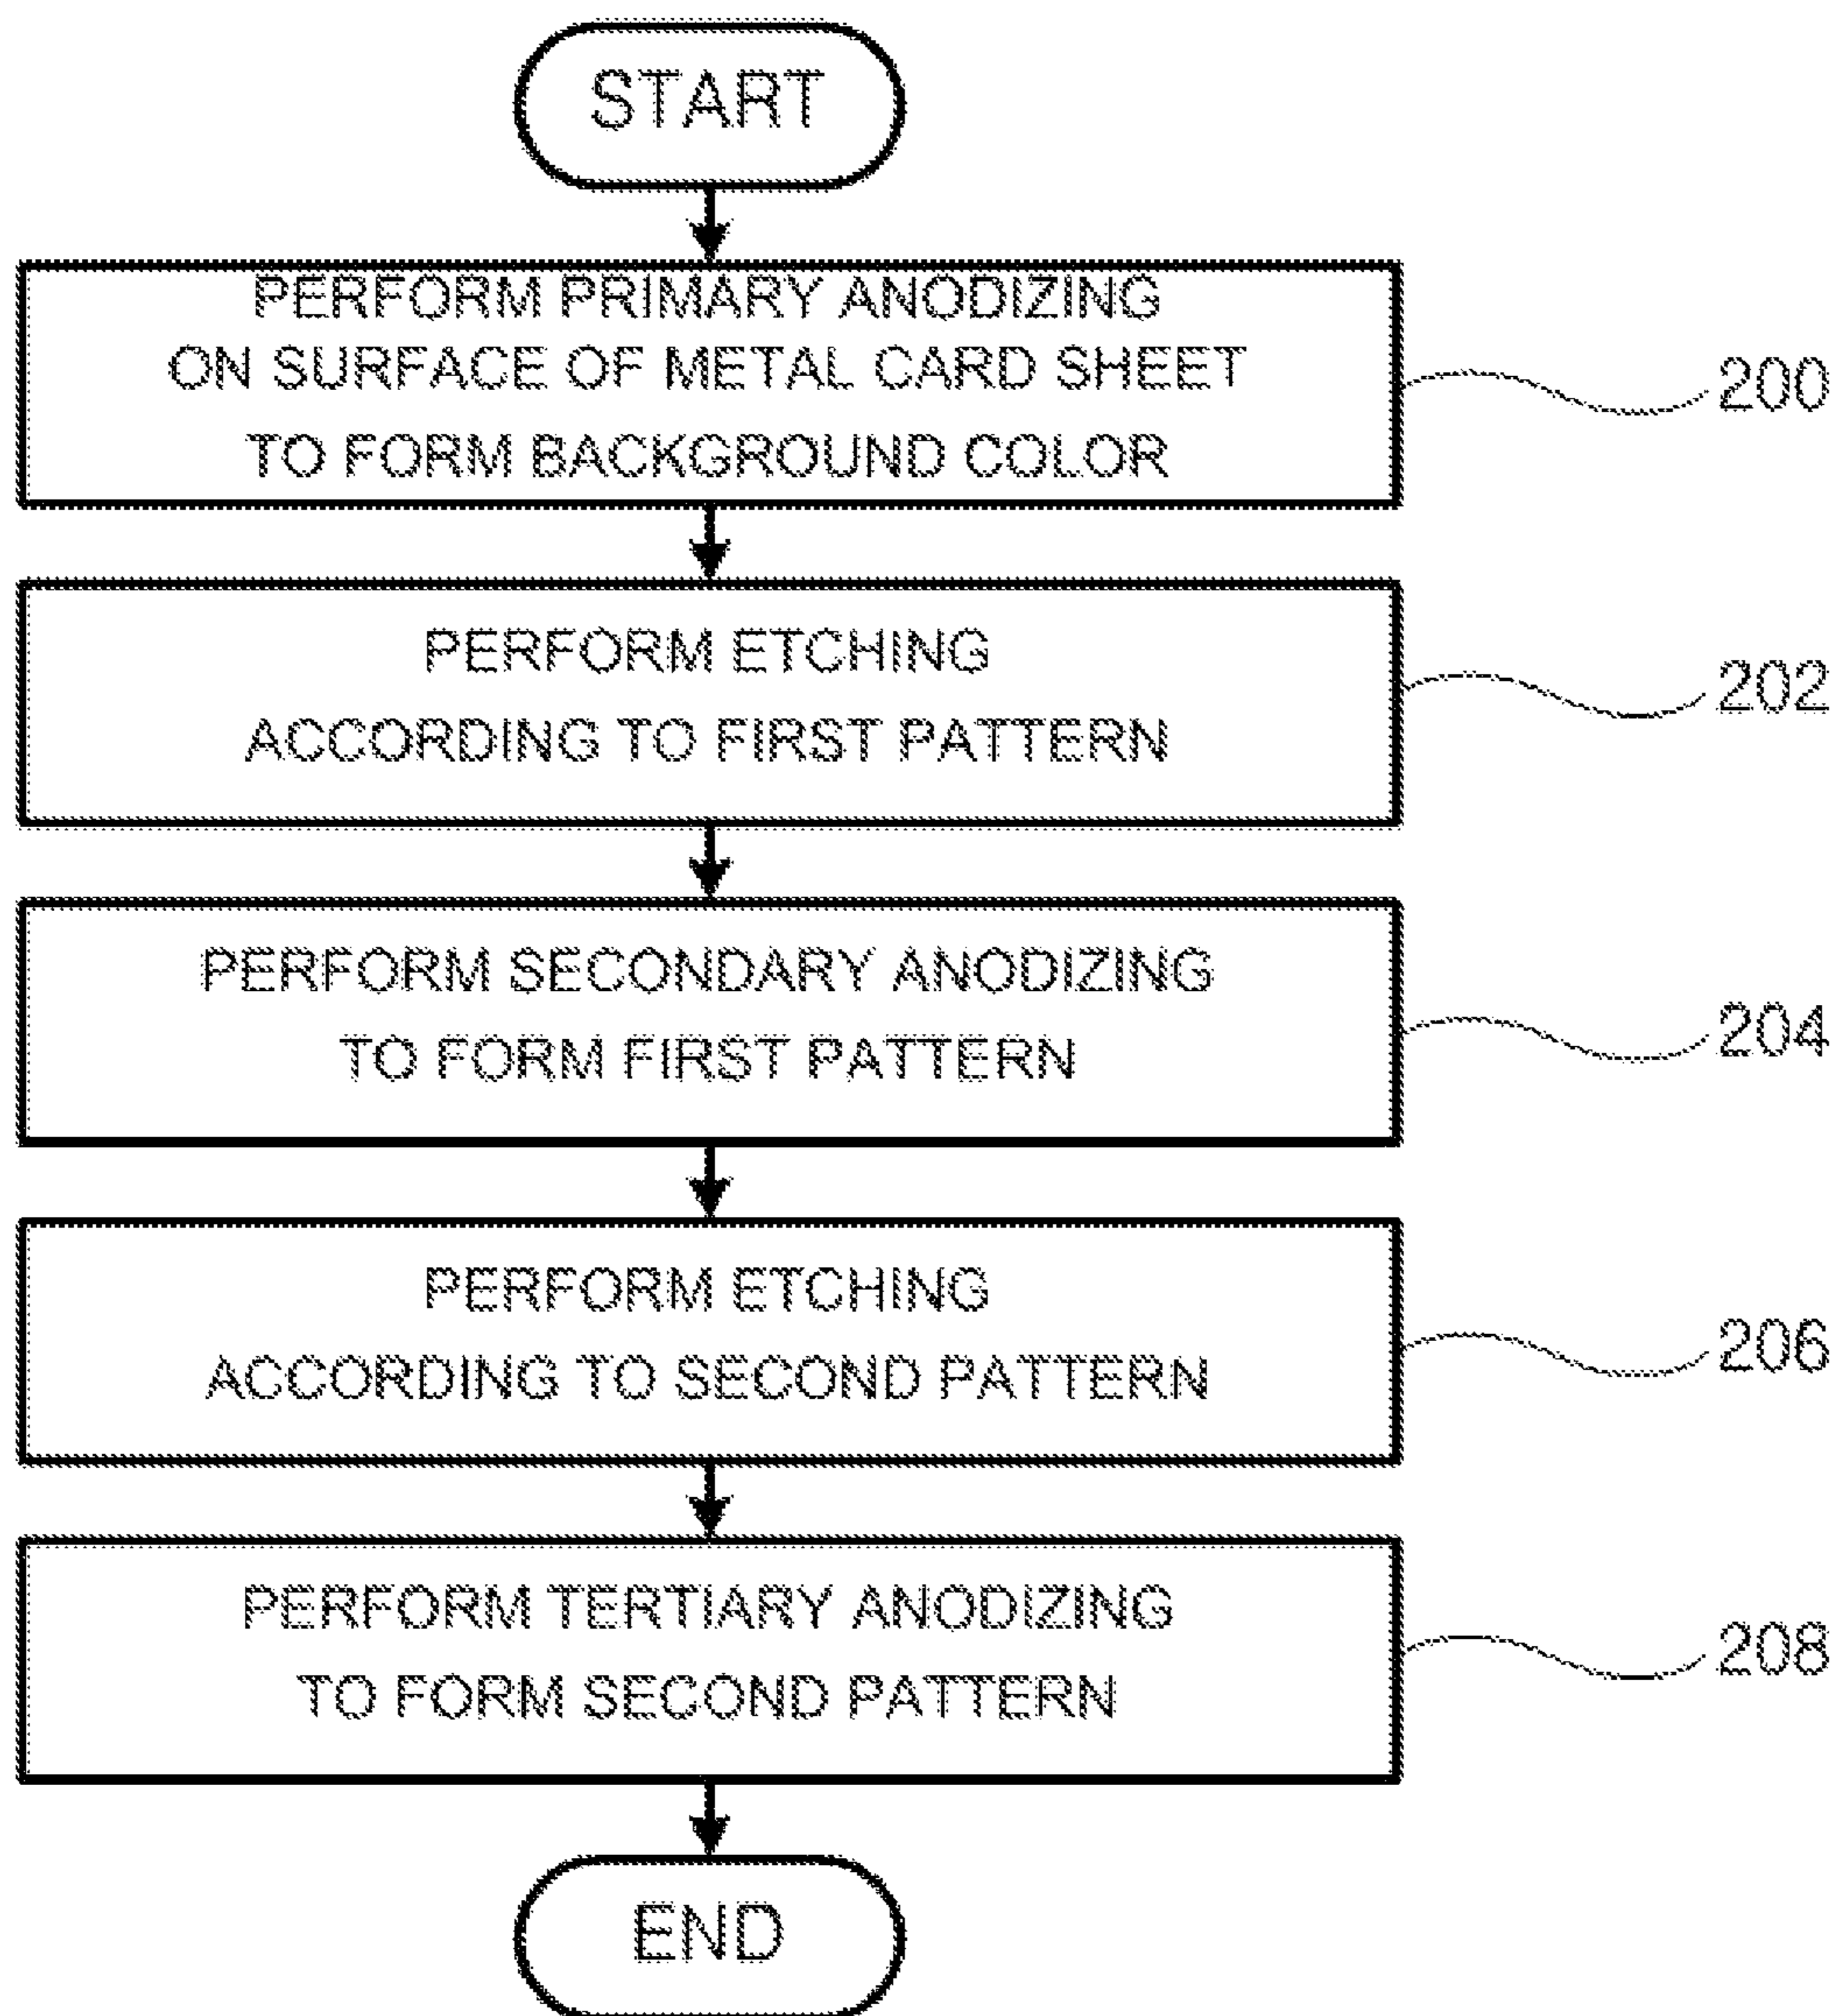 START
PERFORM PRIMARY ANODIZING
ON SURFACE OF METAL CARD SHEET
TO FORM BACKGROUND COLOR
200
PERFORM ETCHING
ACCORDING TO FIRST PATTERN
202
PERFORM SECONDARY ANODIZING
TO FORM FIRST PATTERN
204
PERFORM ETCHING
ACCORDING TO SECOND PATTERN
206
PERFORM TERTIARY ANODIZING
TO FORM SECOND PATTERN
208
END